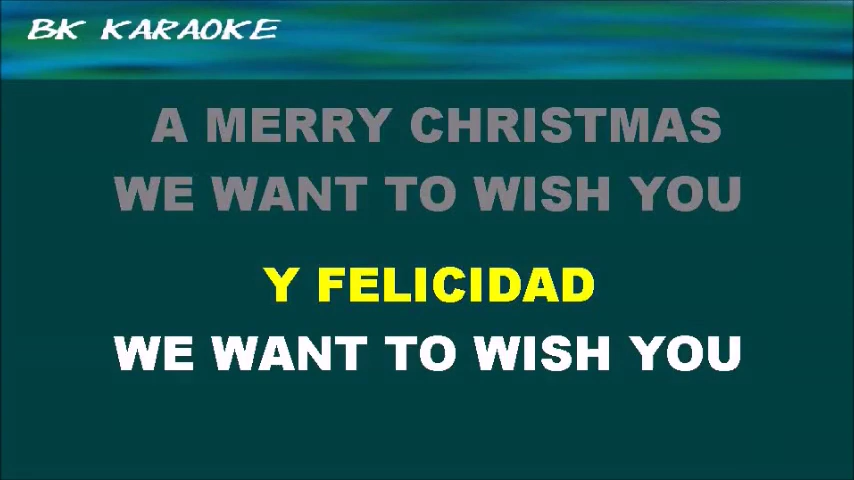 BK KARAOKE
A MERRY CHRISTMAS
WE WANT TO WISH YOU
Y FELICIDAD
WE WANT TO WISH YOU